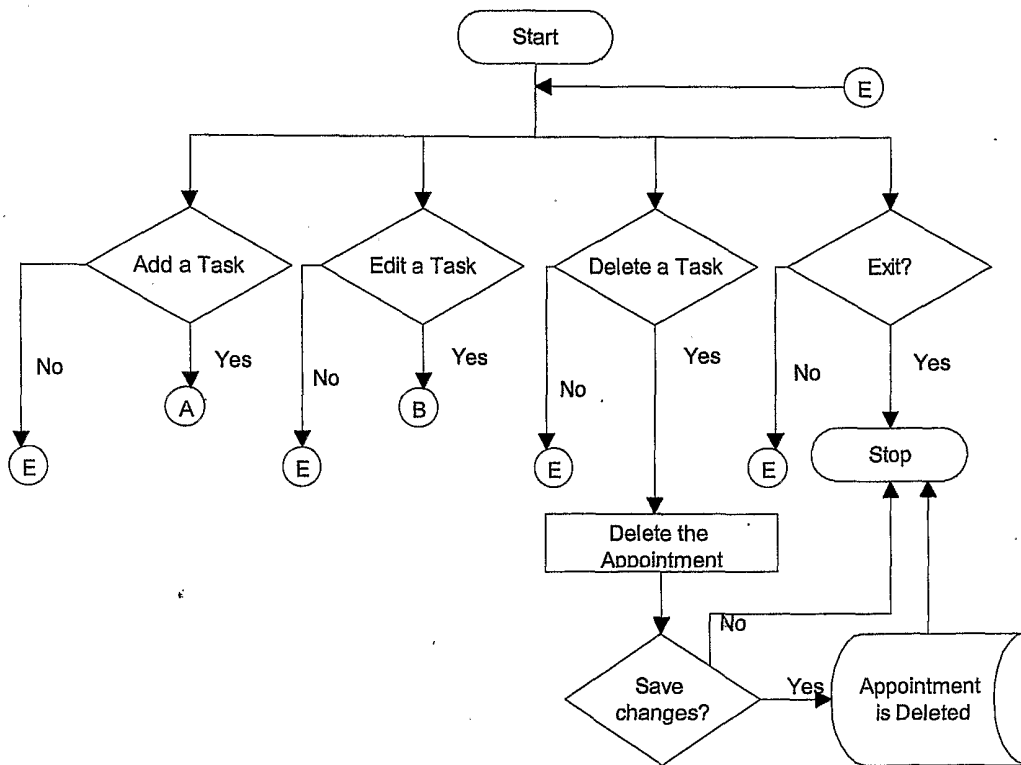 Start
E
Add a Task
Edit a Task
Delete a Task
Exit?
No
Yes
No
Yes
No
Yes
No
Yes
A
B
E
E
E
E
Stop
Delete the
Appointment
No
Save
changes?
Yes
Appointment
is Deleted